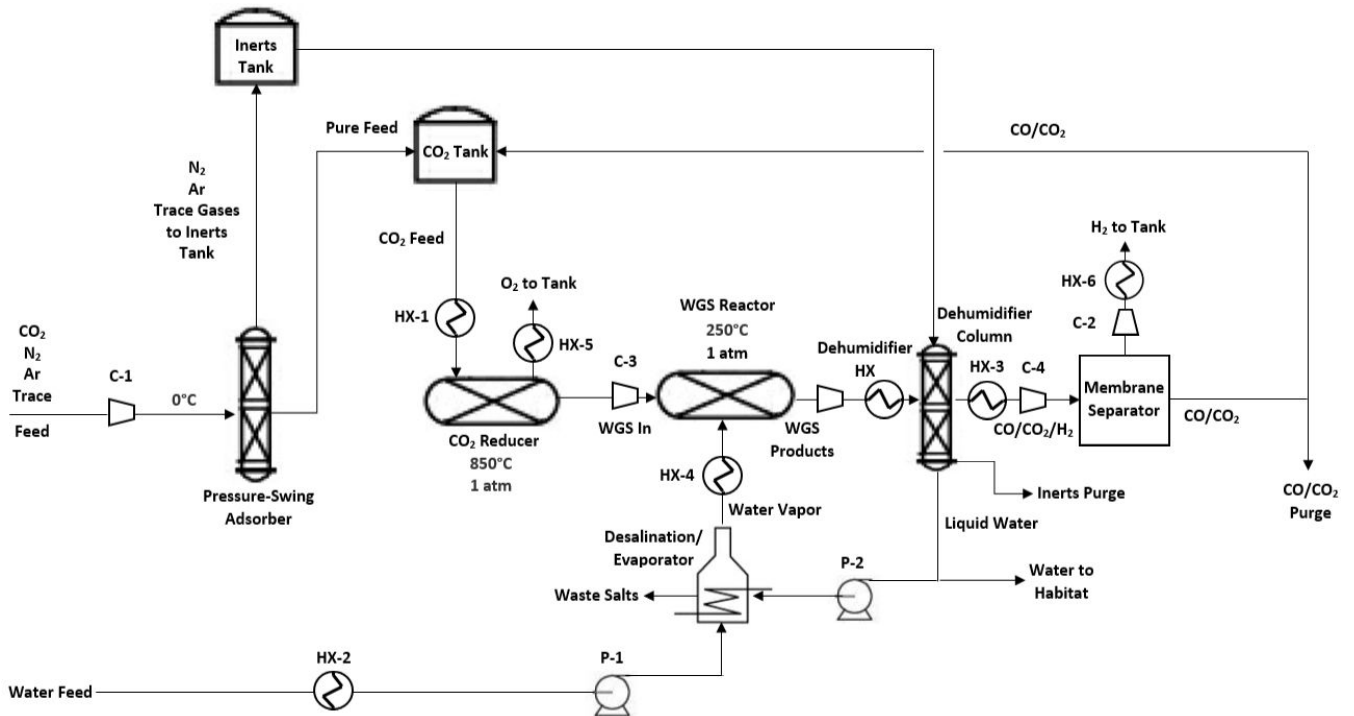 Inerts
Tank
Pure Feed
CO₂ Tank
CO/CO₂
N₂
Ar
Trace Gases
to Inerts
Tank
CO₂ Feed
H₂ to Tank
HX-6
C-2
O₂ to Tank
HX-1
HX-5
WGS Reactor
250°C
1 atm
Dehumidifier
Column
Dehumidifier
HX
HX-3
C-4
CO₂
N₂
Ar
Trace
Feed
C-1
0°C
C-3
Membrane
Separator
CO/CO₂
WGS In
WGS
Products
CO/CO₂/H₂
CO₂ Reducer
850°C
1 atm
Pressure-Swing
Adsorber
HX-4
Water Vapor
Inerts Purge
CO/CO₂
Purge
Liquid Water
Desalination/
Evaporator
P-2
Waste Salts
Water to
Habitat
HX-2
P-1
Water Feed